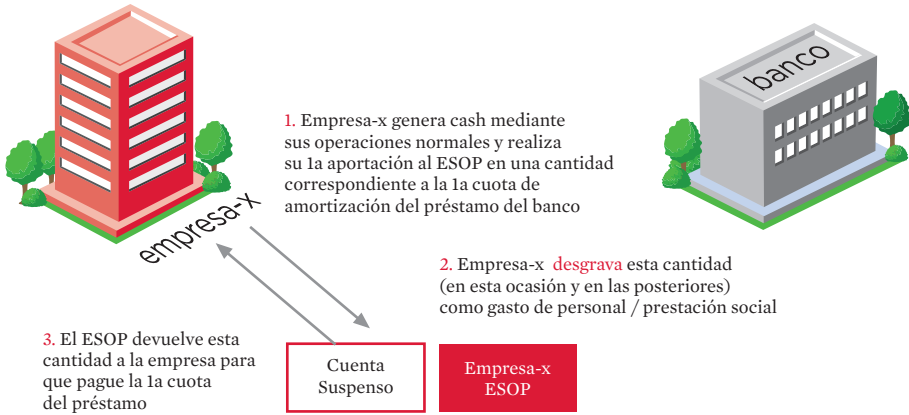 banco
1. Empresa-x genera cash mediante
sus operaciones normales y realiza
su 1a aportación al ESOP en una cantidad
correspondiente a la 1a cuota de
amortización del préstamo del banco
empresa-x
2. Empresa-x desgrava esta cantidad
(en esta ocasión y en las posteriores)
como gasto de personal / prestación social
3. El ESOP devuelve esta
cantidad a la empresa para
que pague la 1a cuota
del préstamo
Cuenta
Suspenso
Empresa-x
ESOP